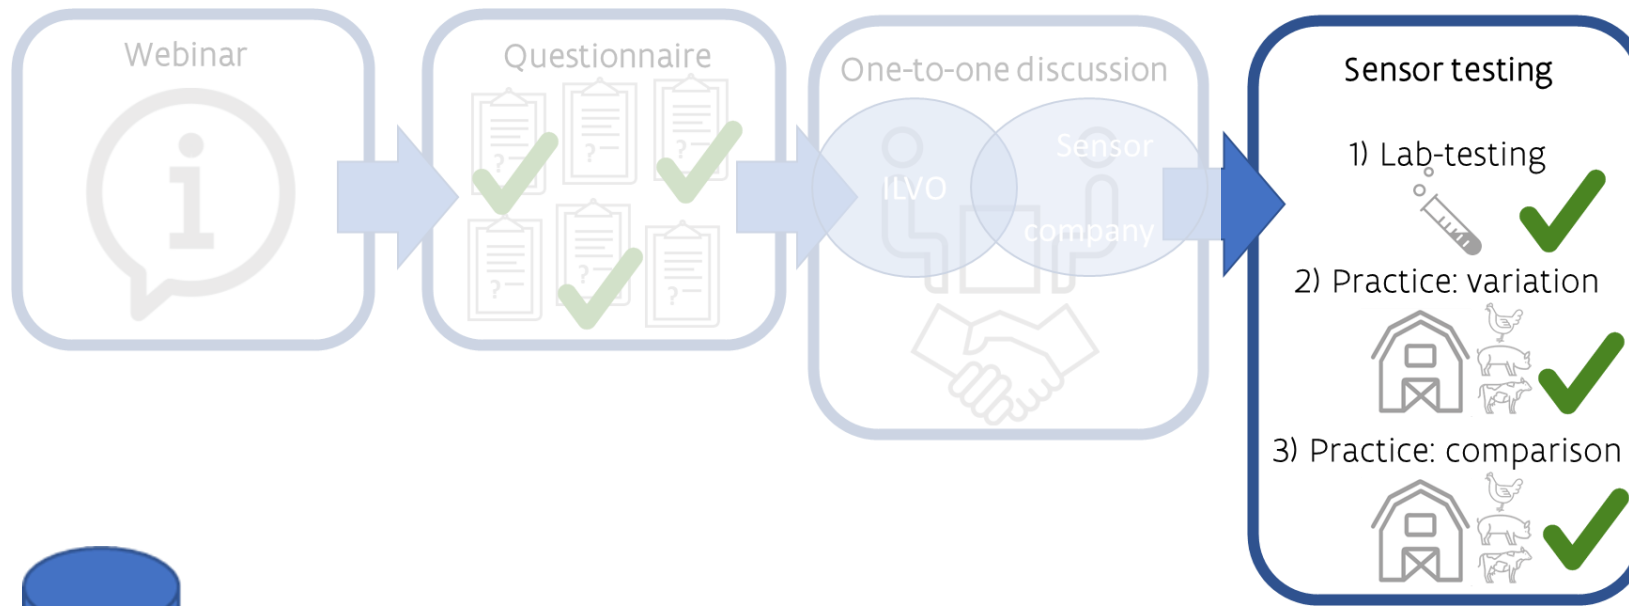 Webinar
Questionnaire
One-to-one discussion
ILVO
Sensor
company
Sensor testing
1) Lab-testing
2) Practice: variation
3) Practice: comparison